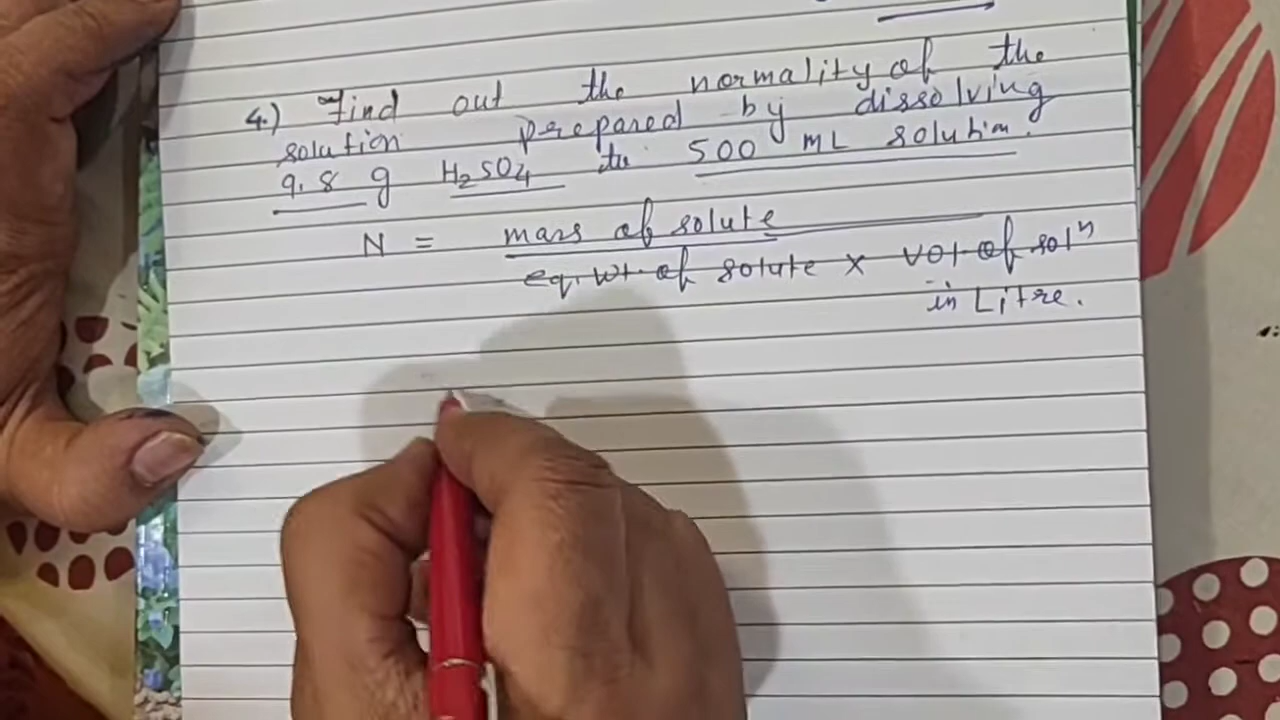 4.) Find out the normality of the
solution prepared by dissolving
9.8 g H₂SO₄ to 500 mL solution.
N = mass of solute
eq. wt. of solute × vol. of solⁿ
in Litre.